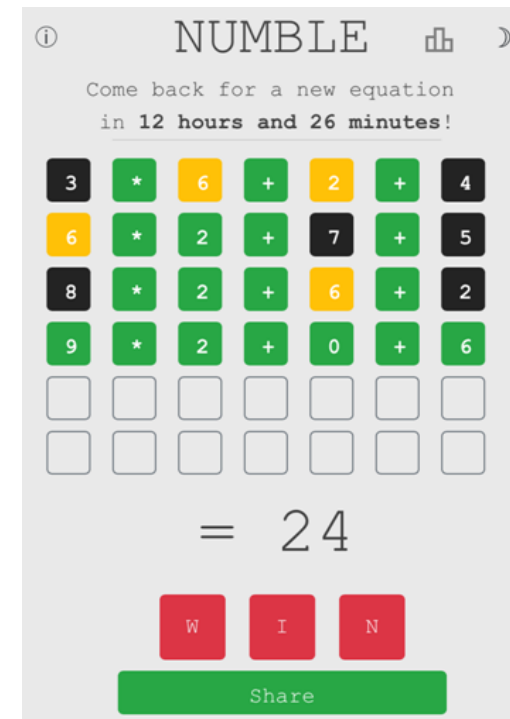 NUMBLE
Come back for a new equation
in 12 hours and 26 minutes!
3 * 6 + 2 + 4
6 * 2 + 7 + 5
8 * 2 + 6 + 2
9 * 2 + 0 + 6
= 24
W I N
Share